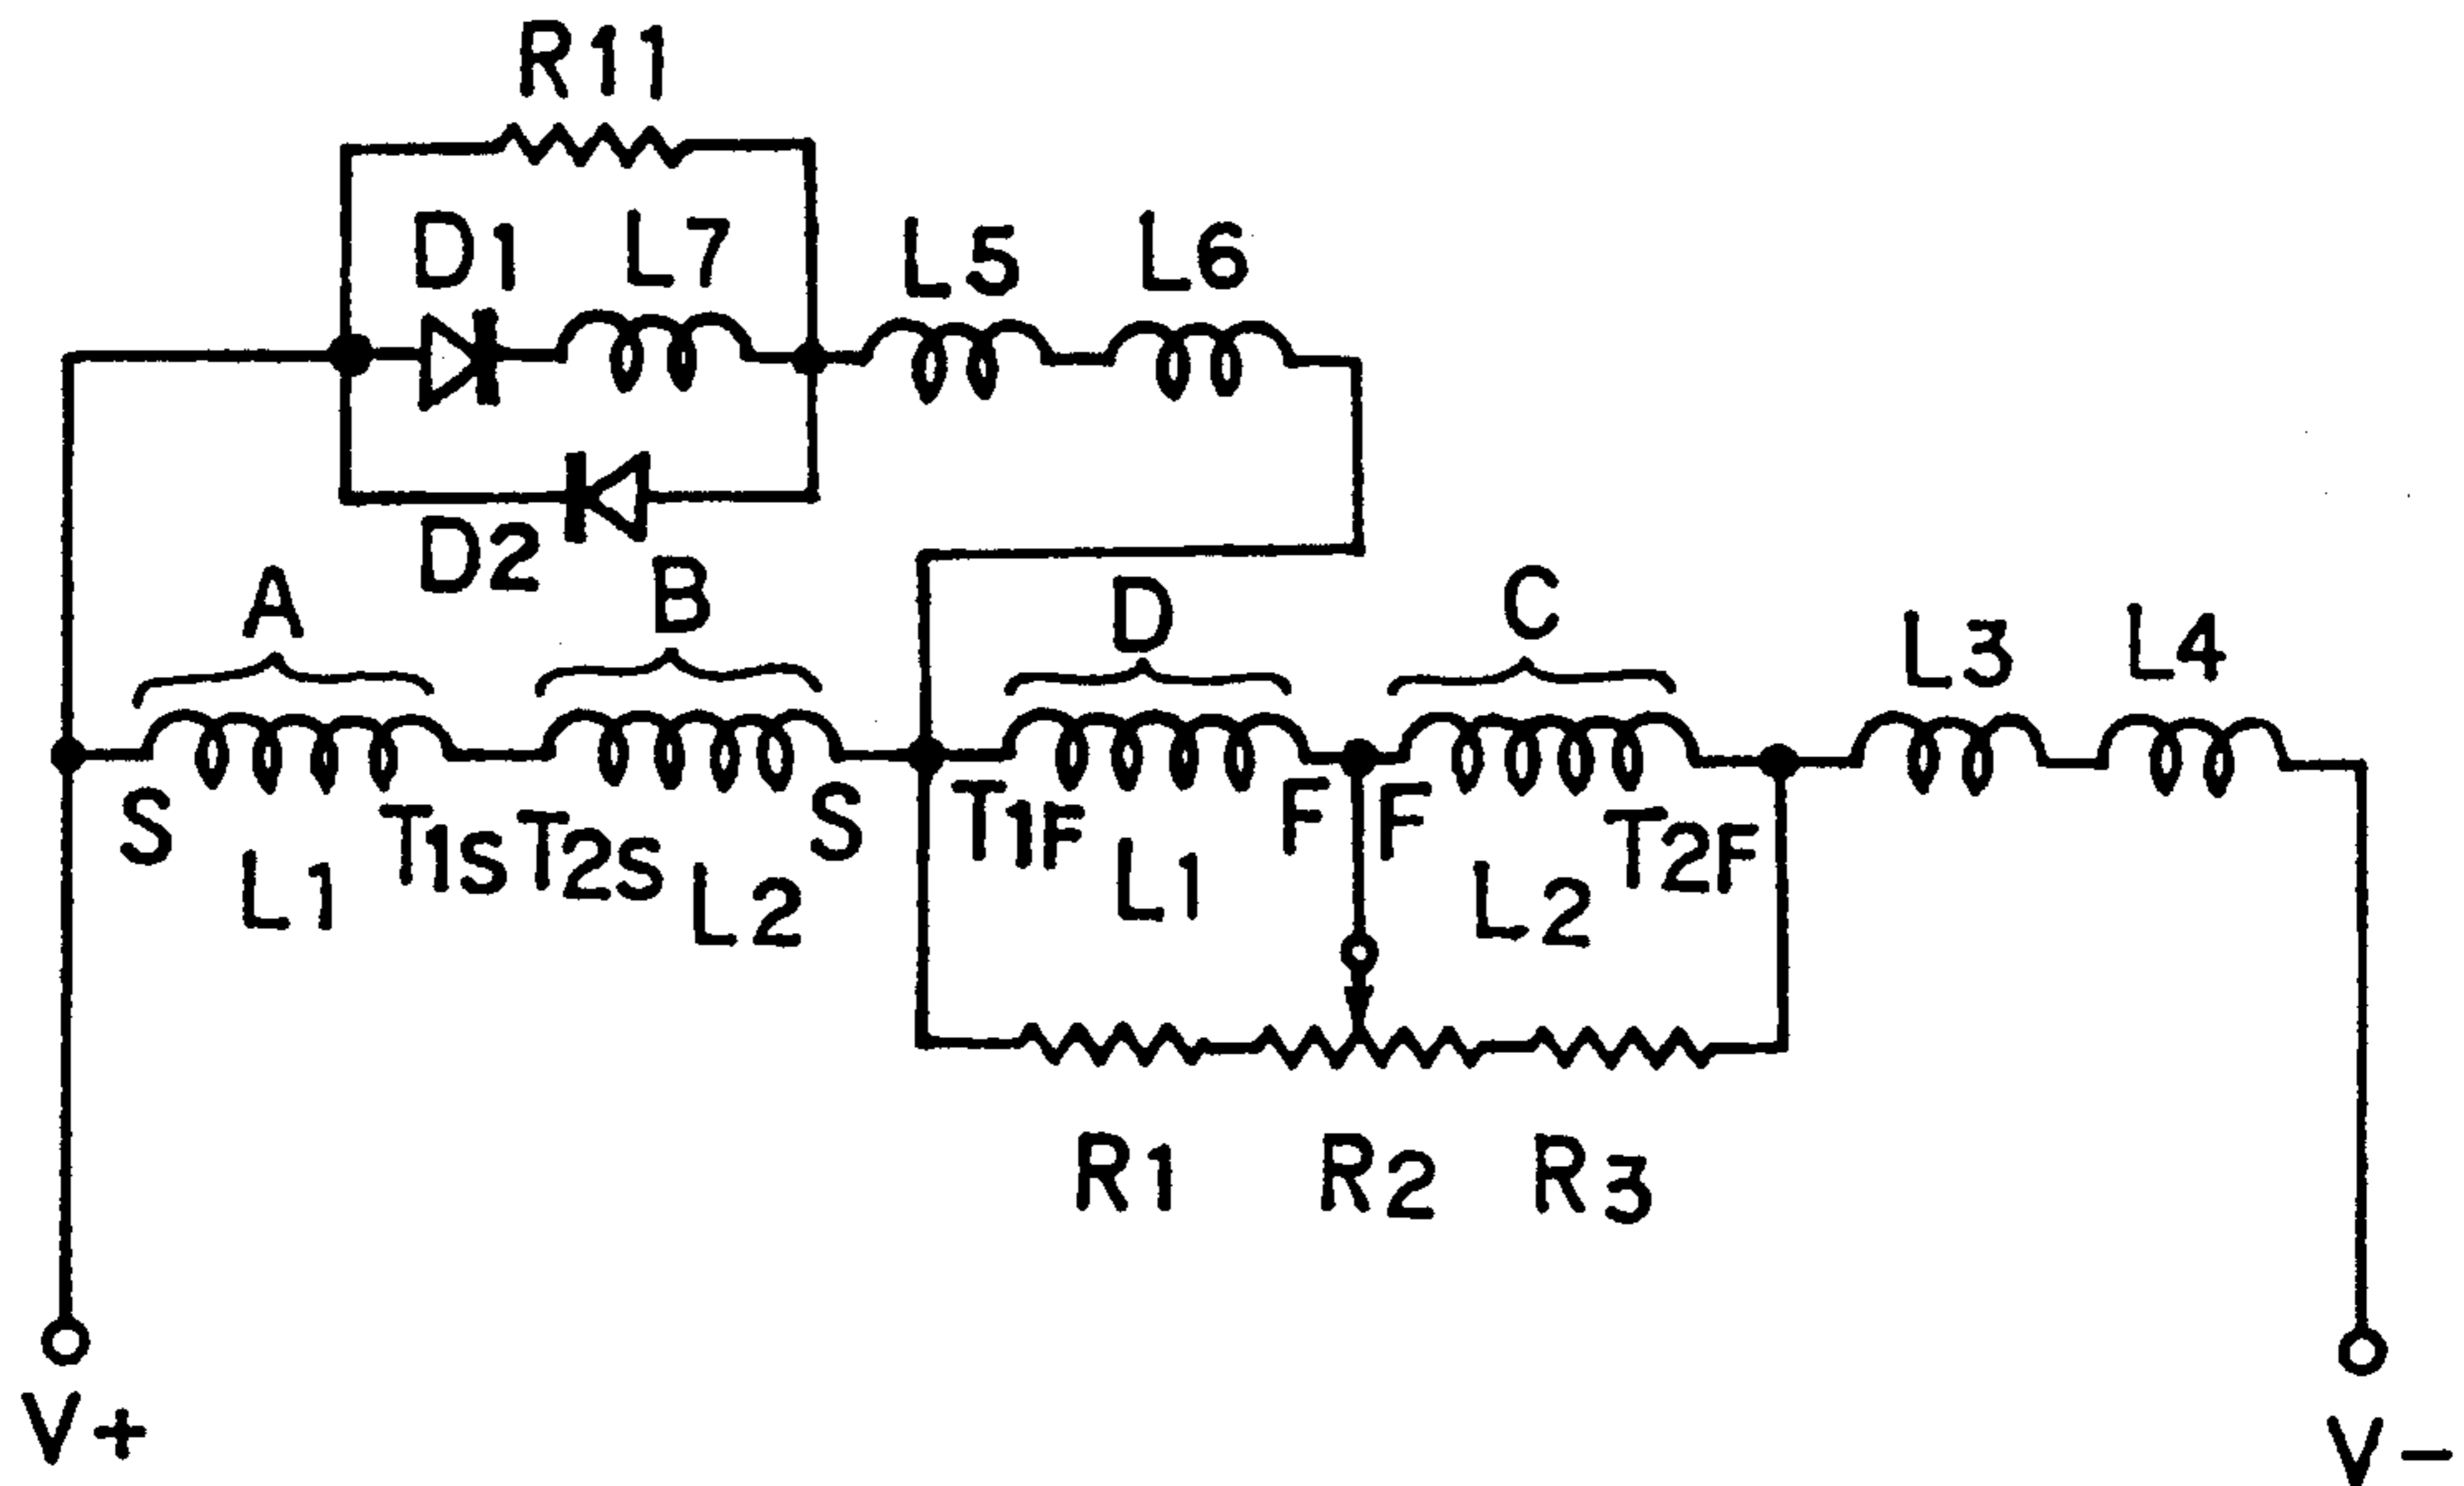 R11
D1 L7 L5 L6
D2
A B D C L3 L4
S T1S T2S S T1F F F T2F
L1 L2 L1 L2
R1 R2 R3
V+ V-